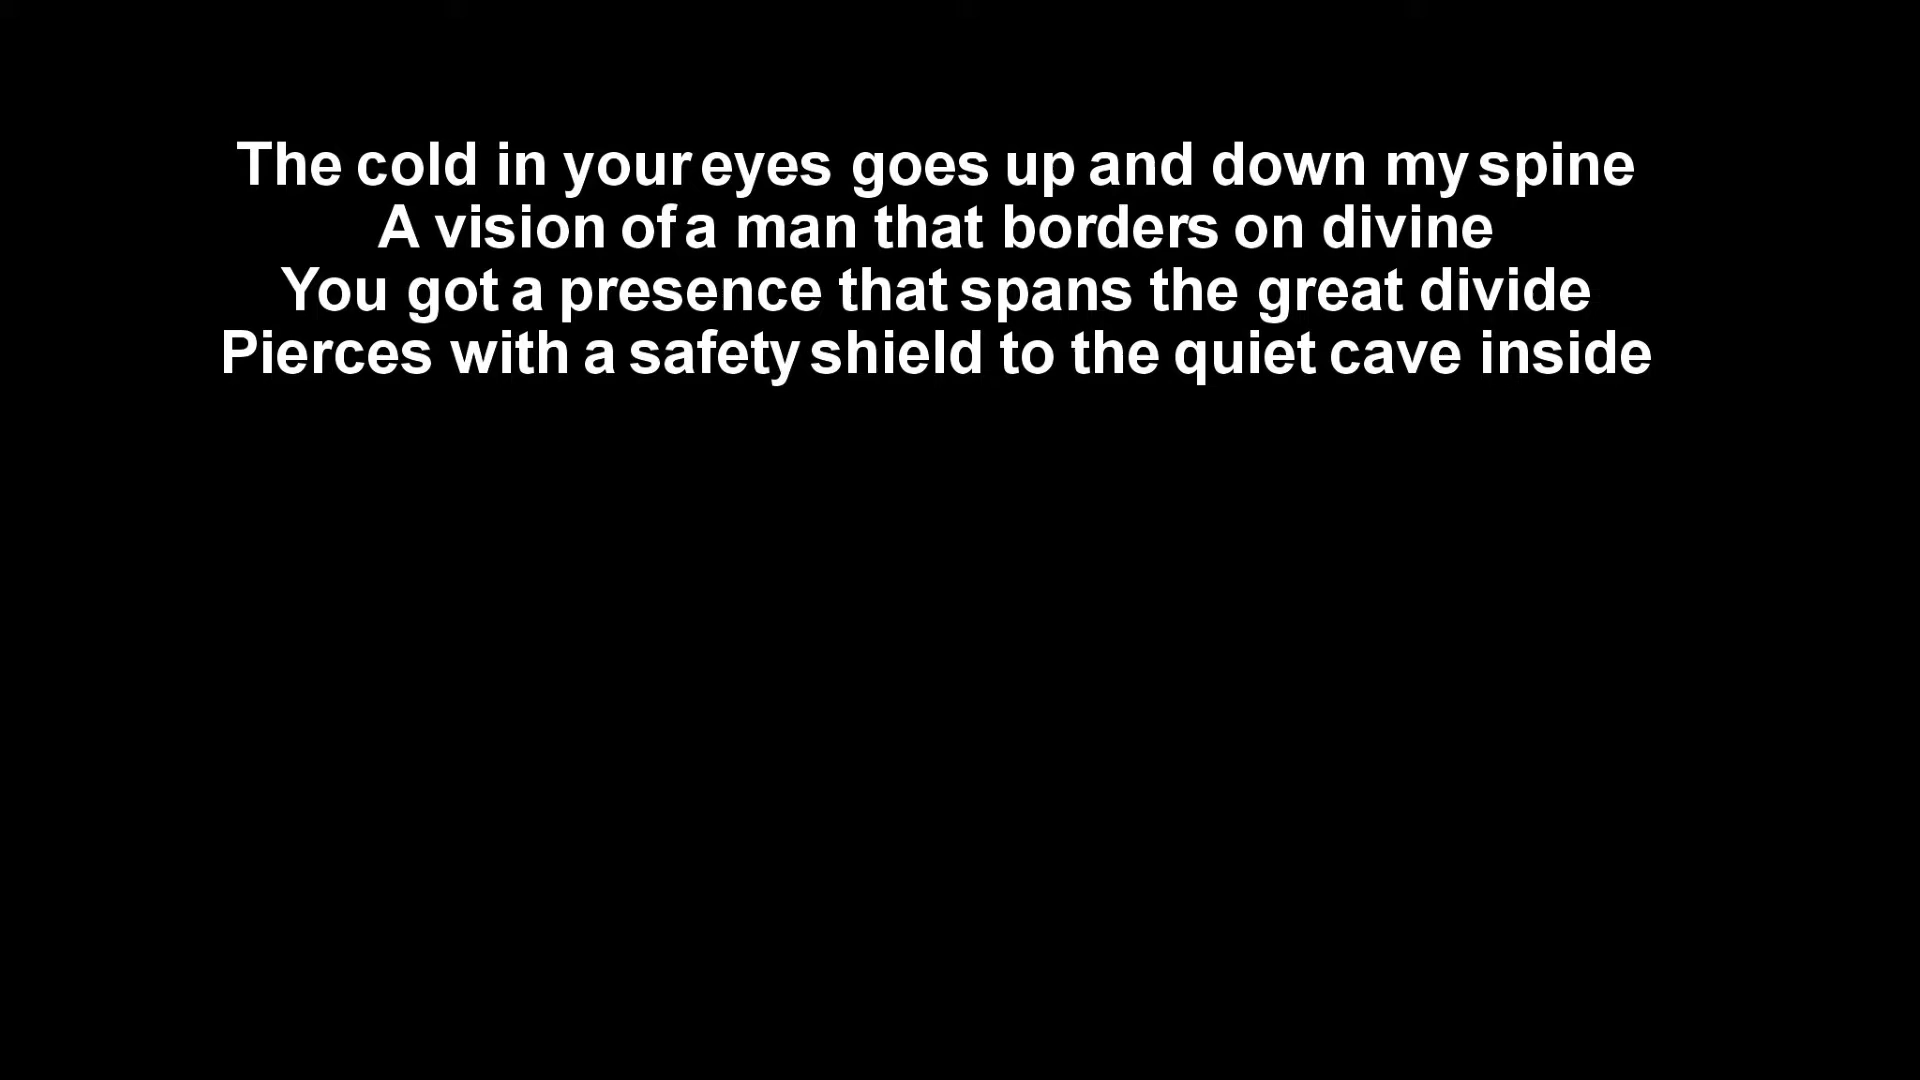 The cold in your eyes goes up and down my spine
A vision of a man that borders on divine
You got a presence that spans the great divide
Pierces with a safety shield to the quiet cave inside